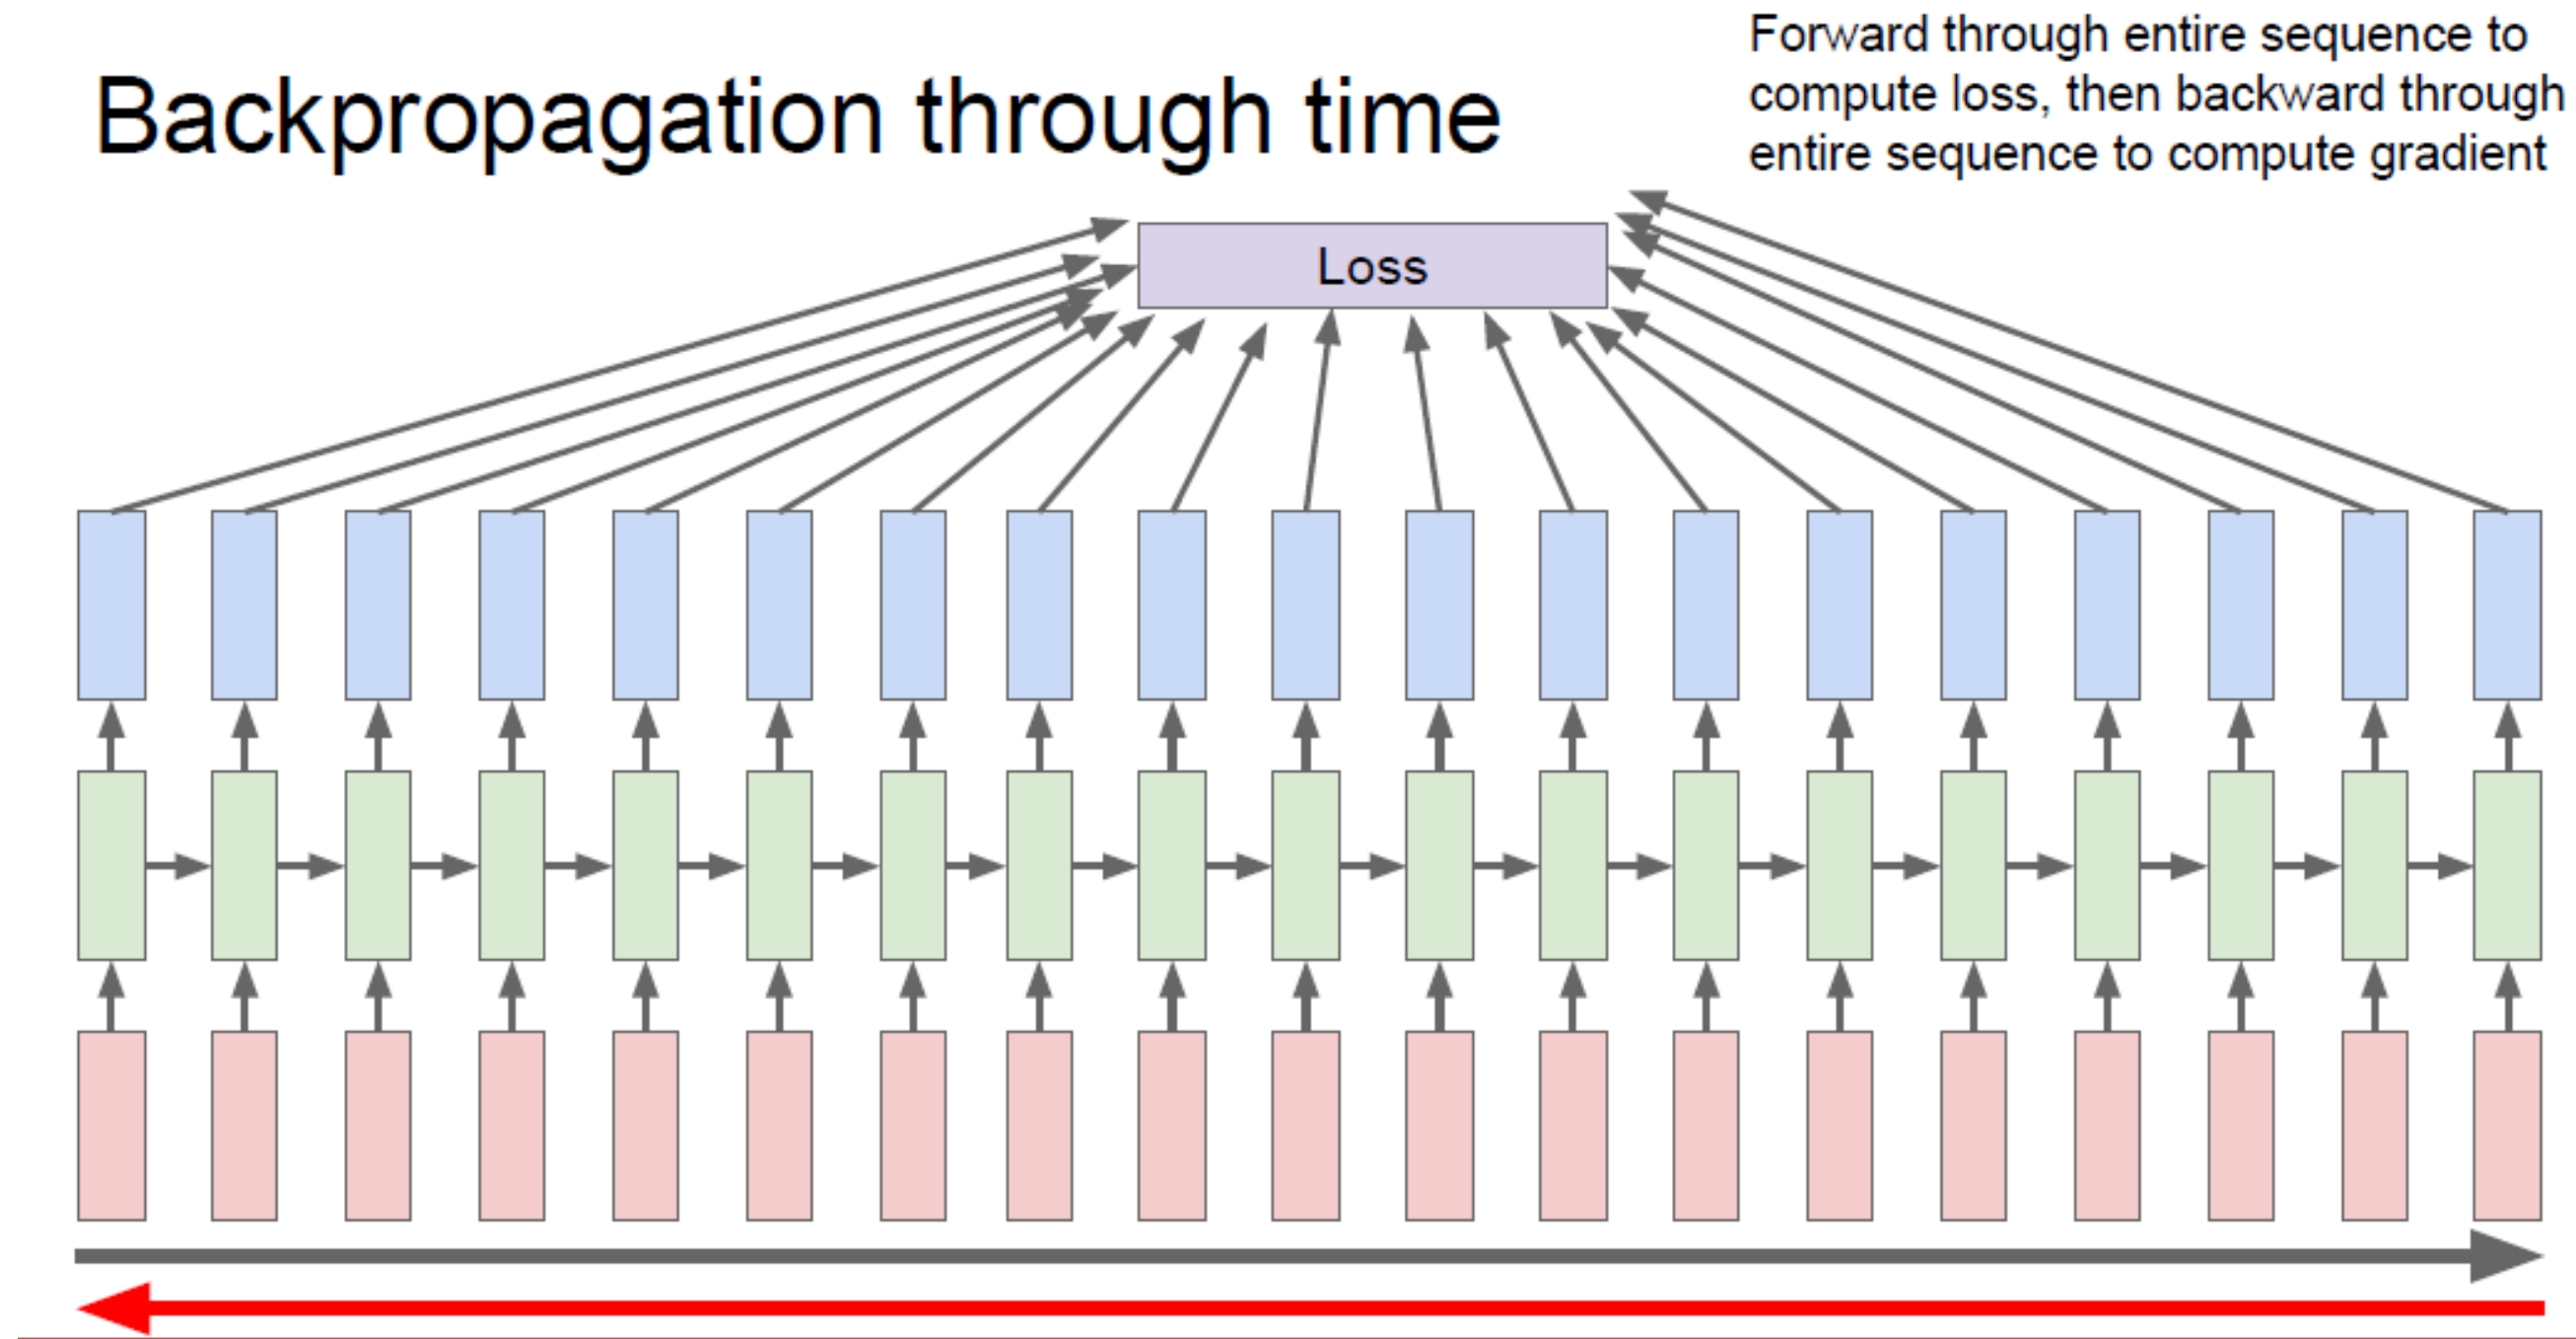 Backpropagation through time
Forward through entire sequence to
compute loss, then backward through
entire sequence to compute gradient
Loss